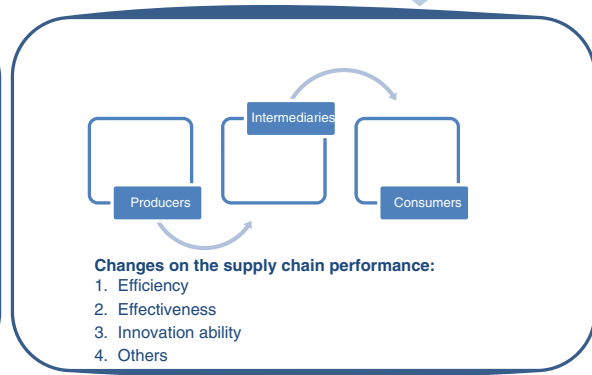 Intermediaries
Producers
Consumers
Changes on the supply chain performance:
1. Efficiency
2. Effectiveness
3. Innovation ability
4. Others